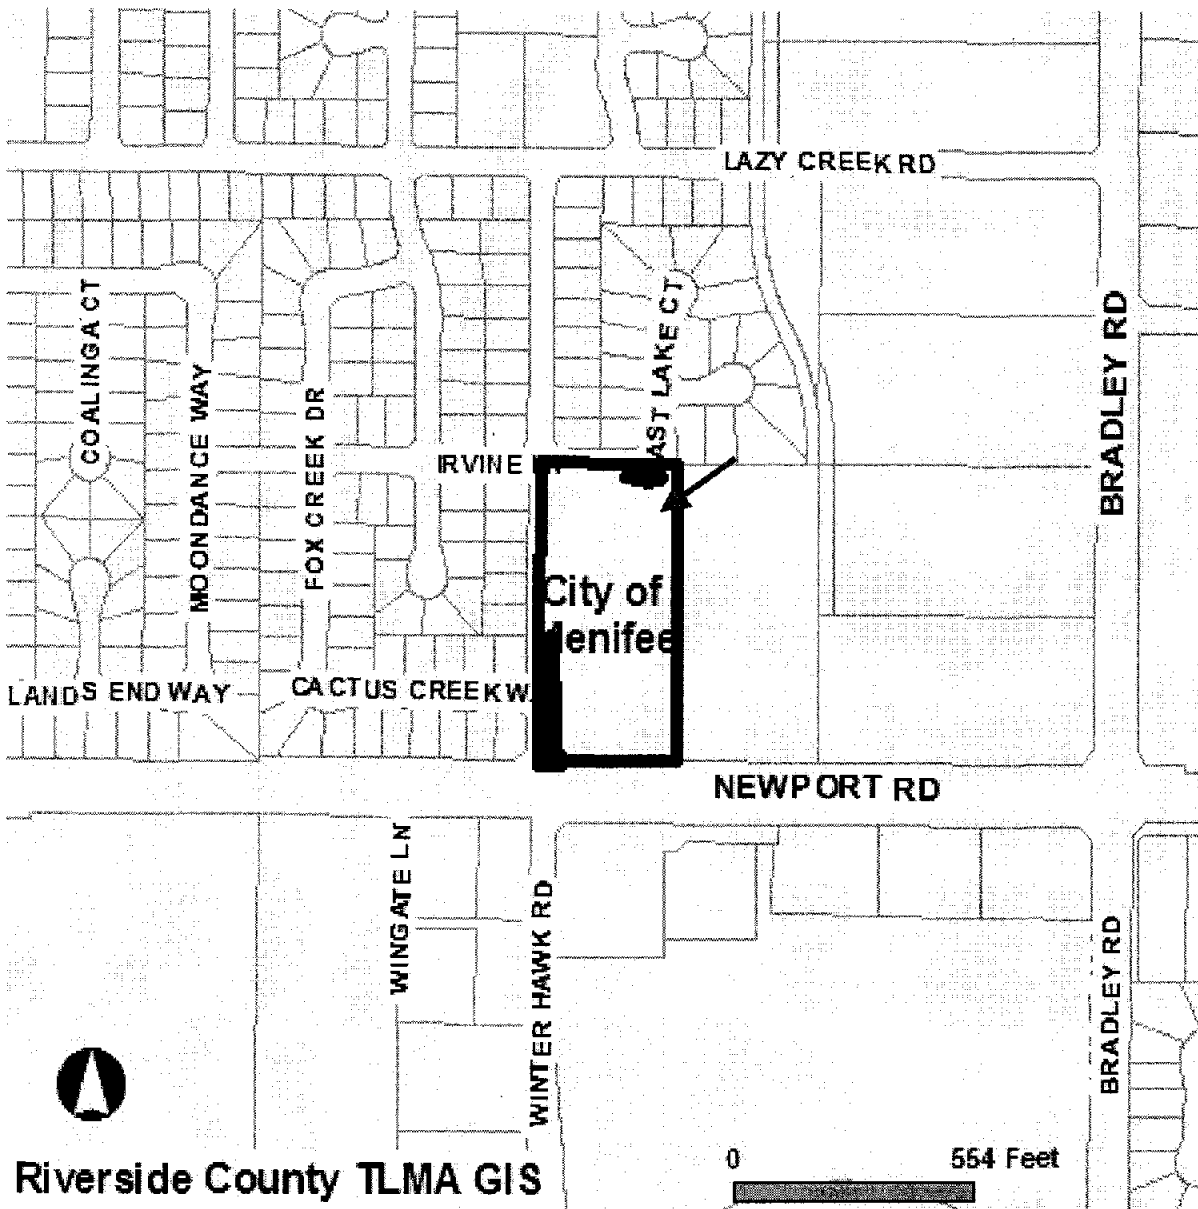 LAZY CREEK RD
COALINGA CT
MOONDANCE WAY
FOX CREEK DR
AST LAKE CT
BRADLEY RD
IRVINE
City of
enifee
LANDS END WAY
CACTUS CREEK W
NEWPORT RD
WINGATE LN
WINTER HAWK RD
BRADLEY RD
0 554 Feet
Riverside County TLMA GIS